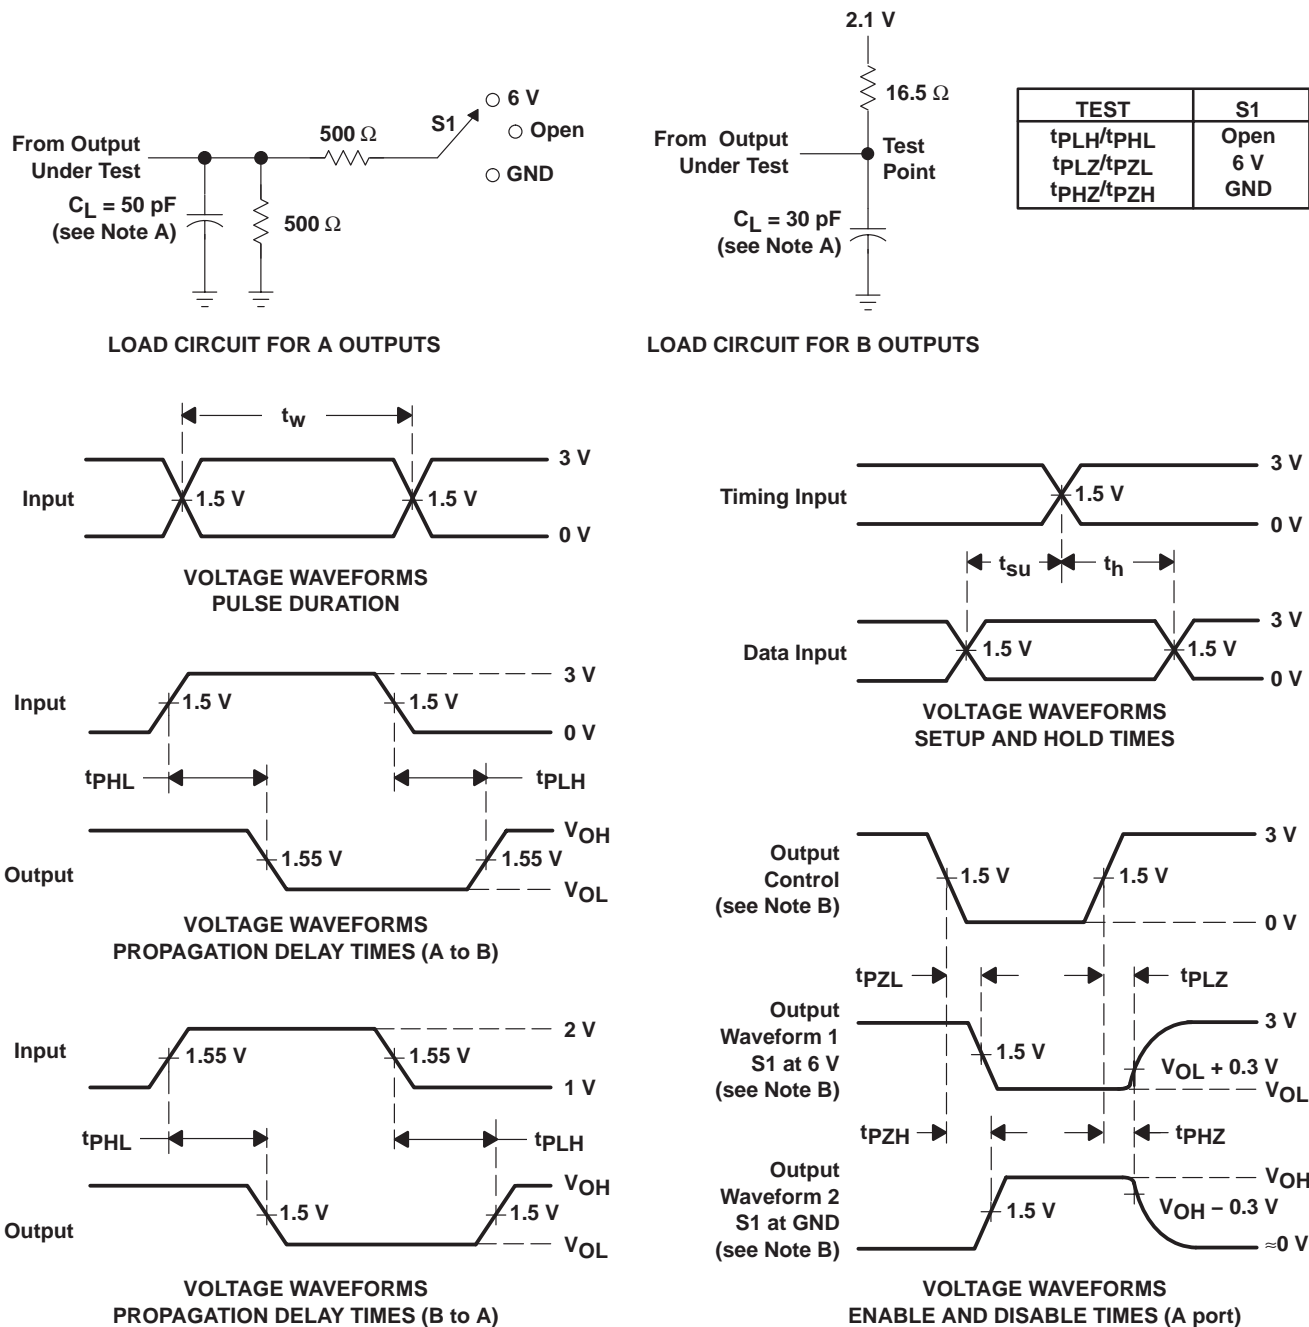 6 V
Open
GND
S1
500 Ω
From Output
Under Test
CL = 50 pF
(see Note A)
500 Ω
LOAD CIRCUIT FOR A OUTPUTS
2.1 V
16.5 Ω
From Output
Under Test
Test
Point
CL = 30 pF
(see Note A)
LOAD CIRCUIT FOR B OUTPUTS
TEST S1
tPLH/tPHL Open
tPLZ/tPZL 6 V
tPHZ/tPZH GND
tw
Input
1.5 V
1.5 V
3 V
0 V
VOLTAGE WAVEFORMS
PULSE DURATION
Timing Input
1.5 V
3 V
0 V
tsu
th
Data Input
1.5 V
1.5 V
3 V
0 V
VOLTAGE WAVEFORMS
SETUP AND HOLD TIMES
Input
1.5 V
1.5 V
3 V
0 V
tPHL
tPLH
Output
1.55 V
1.55 V
VOH
VOL
VOLTAGE WAVEFORMS
PROPAGATION DELAY TIMES (A to B)
Input
1.55 V
1.55 V
2 V
1 V
tPHL
tPLH
Output
1.5 V
1.5 V
VOH
VOL
VOLTAGE WAVEFORMS
PROPAGATION DELAY TIMES (B to A)
Output
Control
(see Note B)
1.5 V
1.5 V
3 V
0 V
tPZL
tPLZ
Output
Waveform 1
S1 at 6 V
(see Note B)
1.5 V
3 V
VOL + 0.3 V
VOL
tPZH
tPHZ
Output
Waveform 2
S1 at GND
(see Note B)
1.5 V
VOH
VOH − 0.3 V
≈0 V
VOLTAGE WAVEFORMS
ENABLE AND DISABLE TIMES (A port)